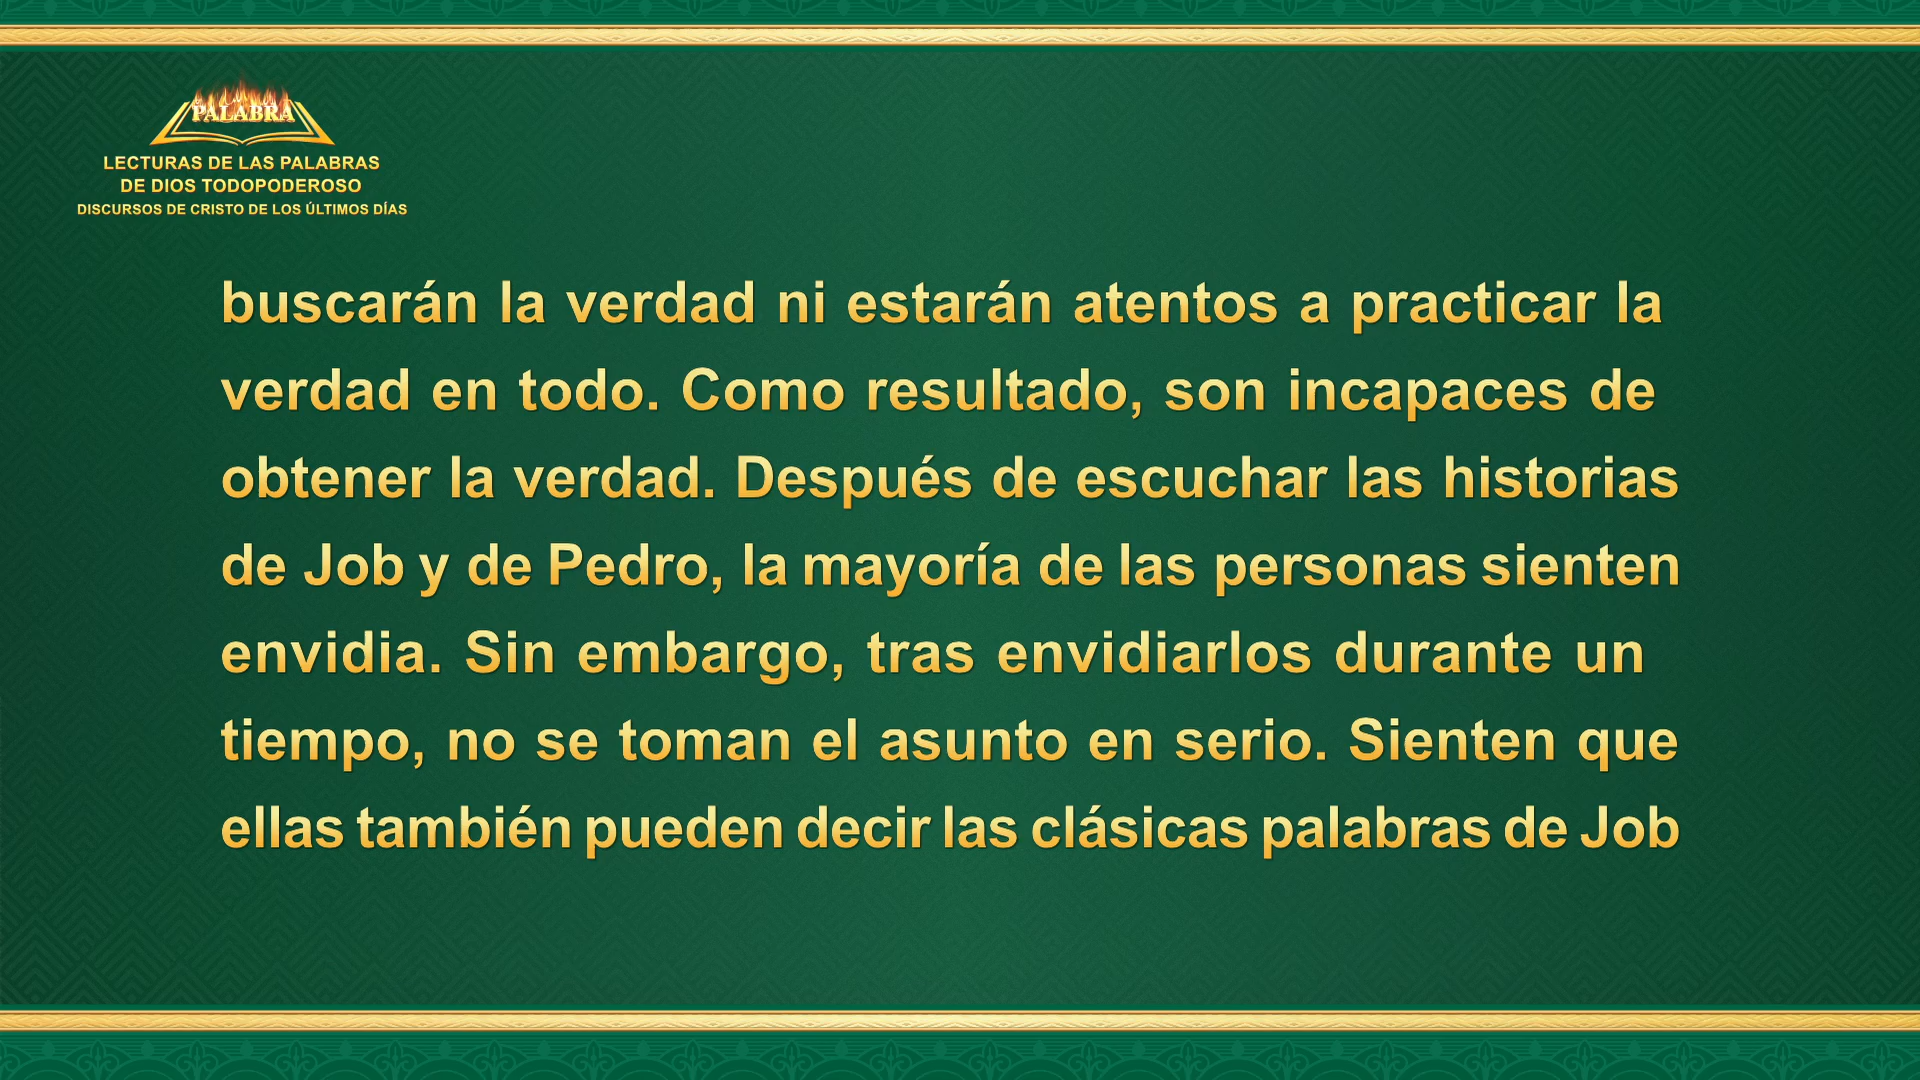 PALABRA
LECTURAS DE LAS PALABRAS
DE DIOS TODOPODEROSO
DISCURSOS DE CRISTO DE LOS ÚLTIMOS DÍAS
buscarán la verdad ni estarán atentos a practicar la
verdad en todo. Como resultado, son incapaces de
obtener la verdad. Después de escuchar las historias
de Job y de Pedro, la mayoría de las personas sienten
envidia. Sin embargo, tras envidiarlos durante un
tiempo, no se toman el asunto en serio. Sienten que
ellas también pueden decir las clásicas palabras de Job